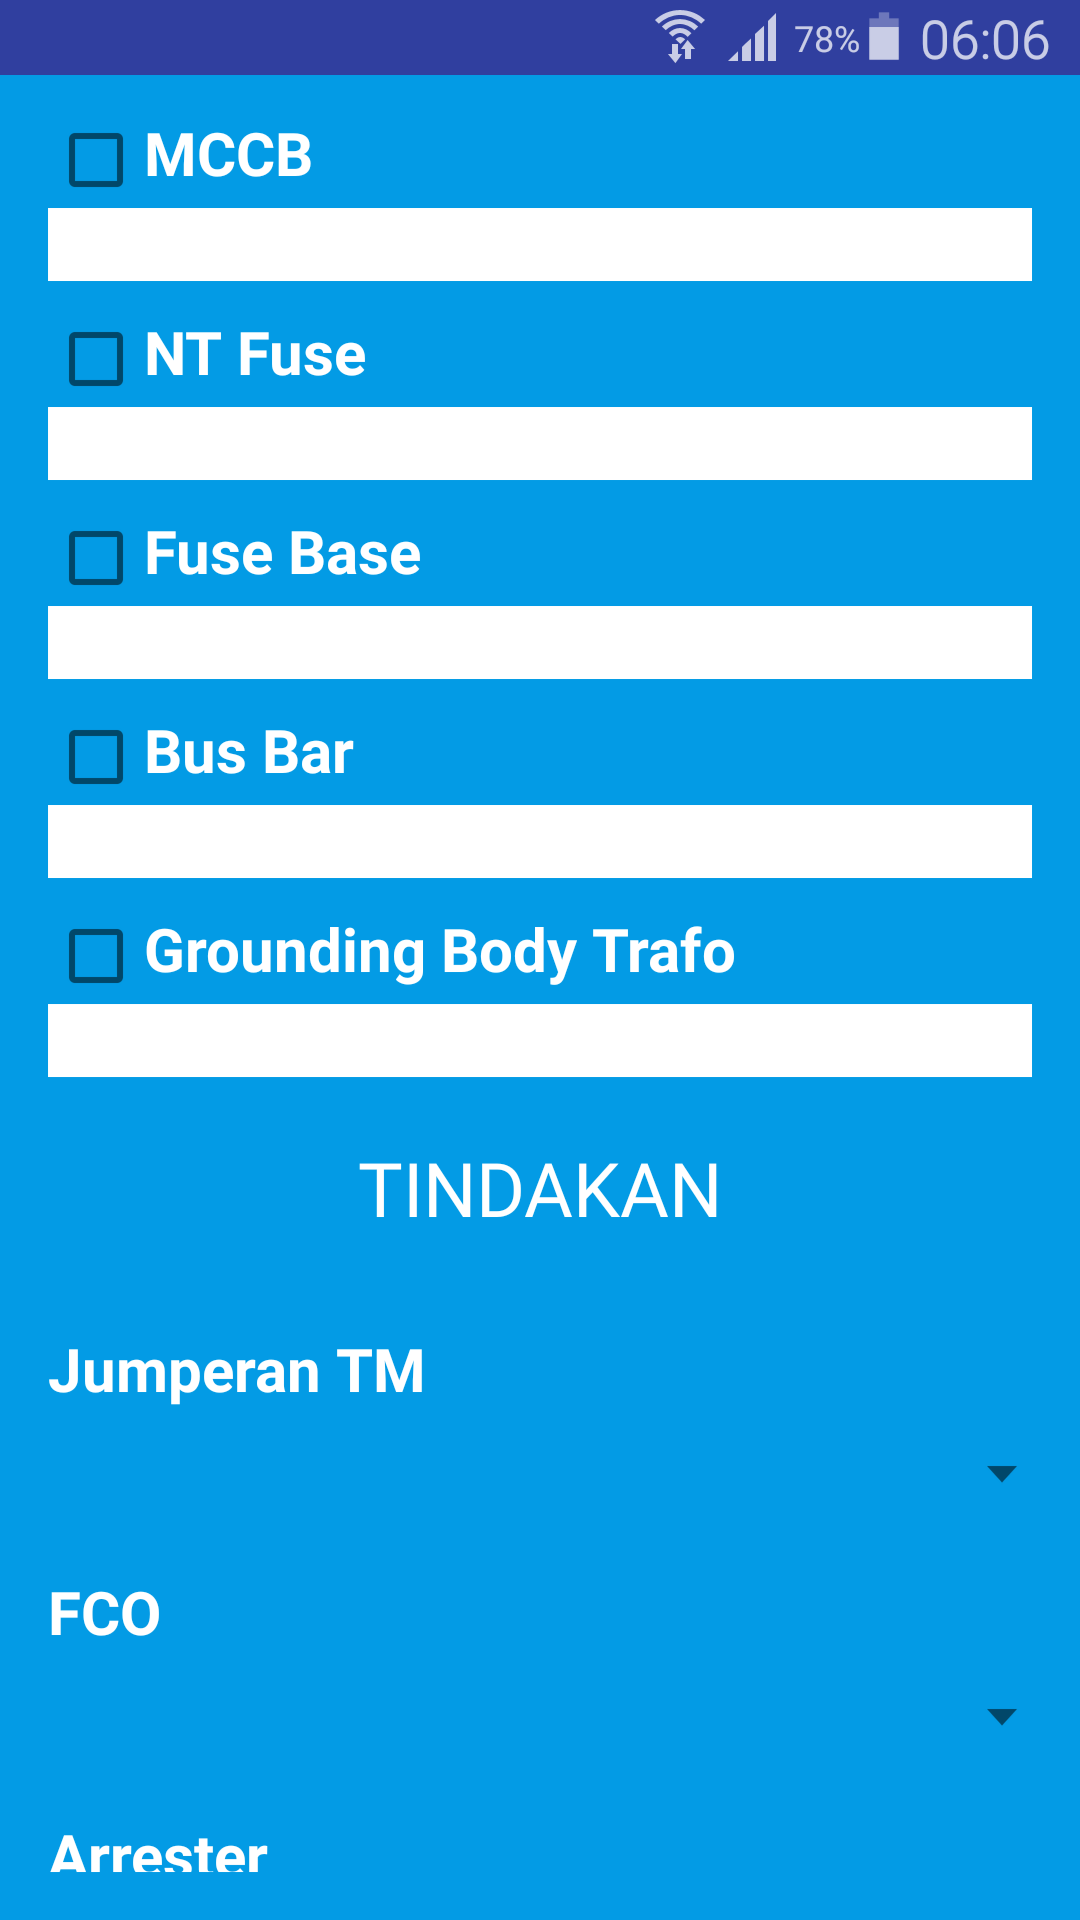 78% 06:06
MCCB
NT Fuse
Fuse Base
Bus Bar
Grounding Body Trafo
TINDAKAN
Jumperan TM
FCO
Arrester